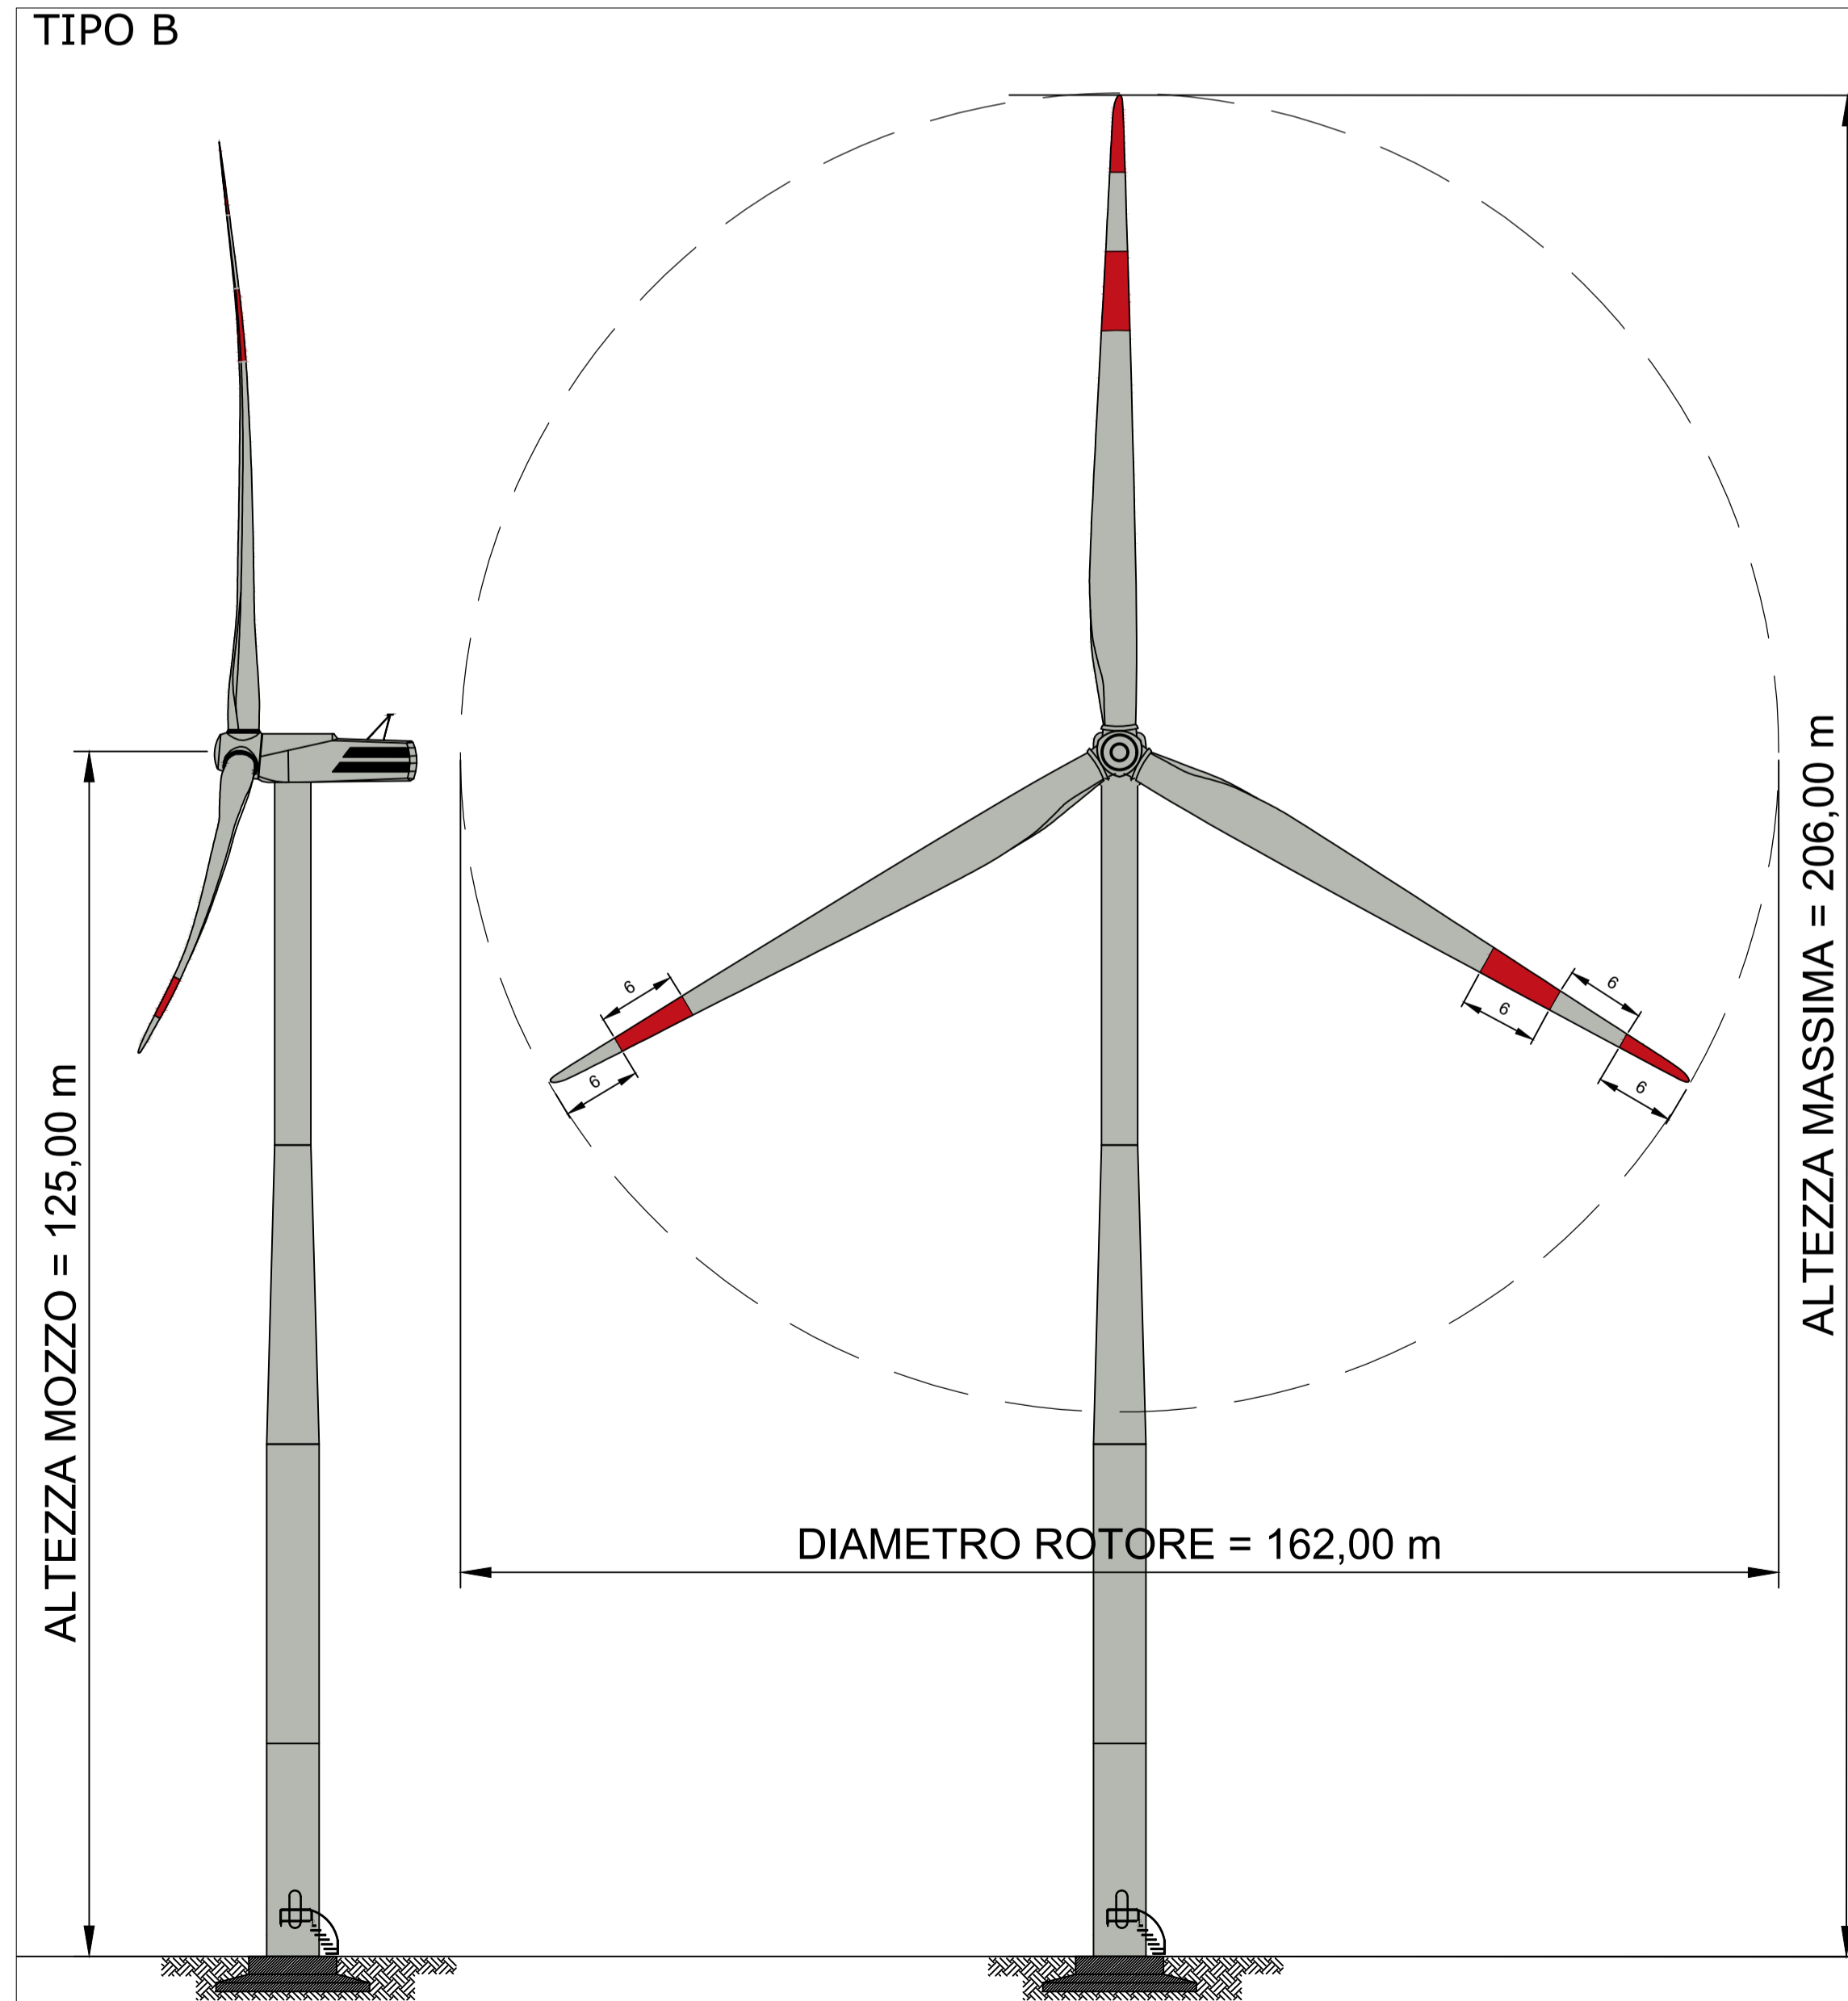 TIPO B
ALTEZZA MOZZO = 125,00 m
6
6
6
6
6
ALTEZZA MASSIMA = 206,00 m
DIAMETRO ROTORE = 162,00 m